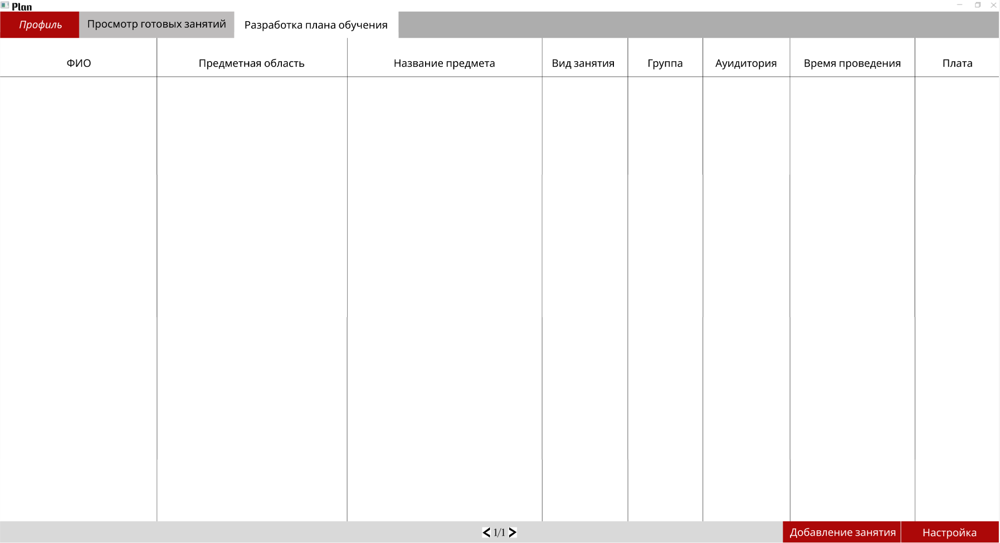 Plan
Профиль Просмотр готовых занятий Разработка плана обучения
ФИО Предметная область Название предмета Вид занятия Группа Ауидитория Время проведения Плата
< 1/1 > Добавление занятия Настройка